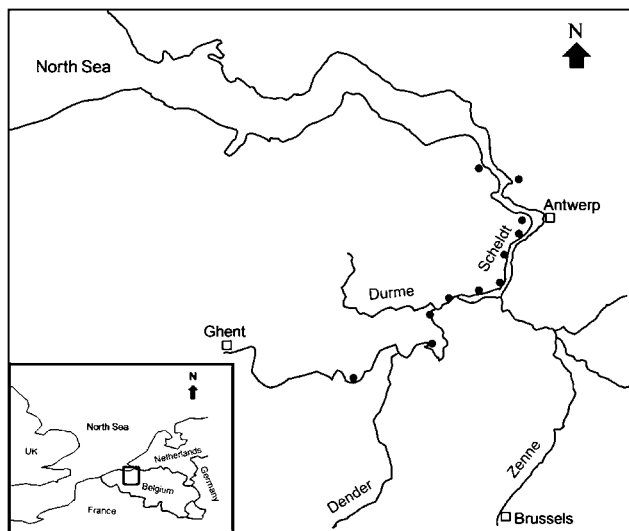 N
North Sea
Antwerp
Scheldt
Durme
Ghent
N
North Sea
UK
Netherlands
Belgium
Germany
France
Dender
Zenne
Brussels